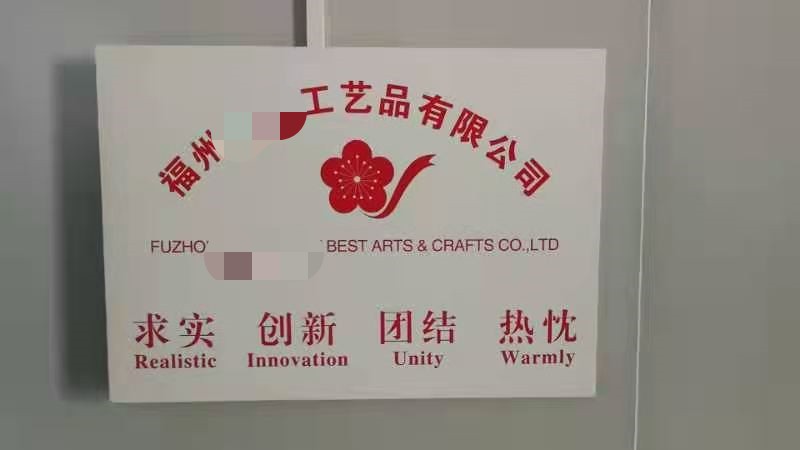 福州 工艺品有限公司
BEST ARTS & CRAFTS CO.,LTD
求实 创新 团结 热忱
Realistic Innovation Unity Warmly